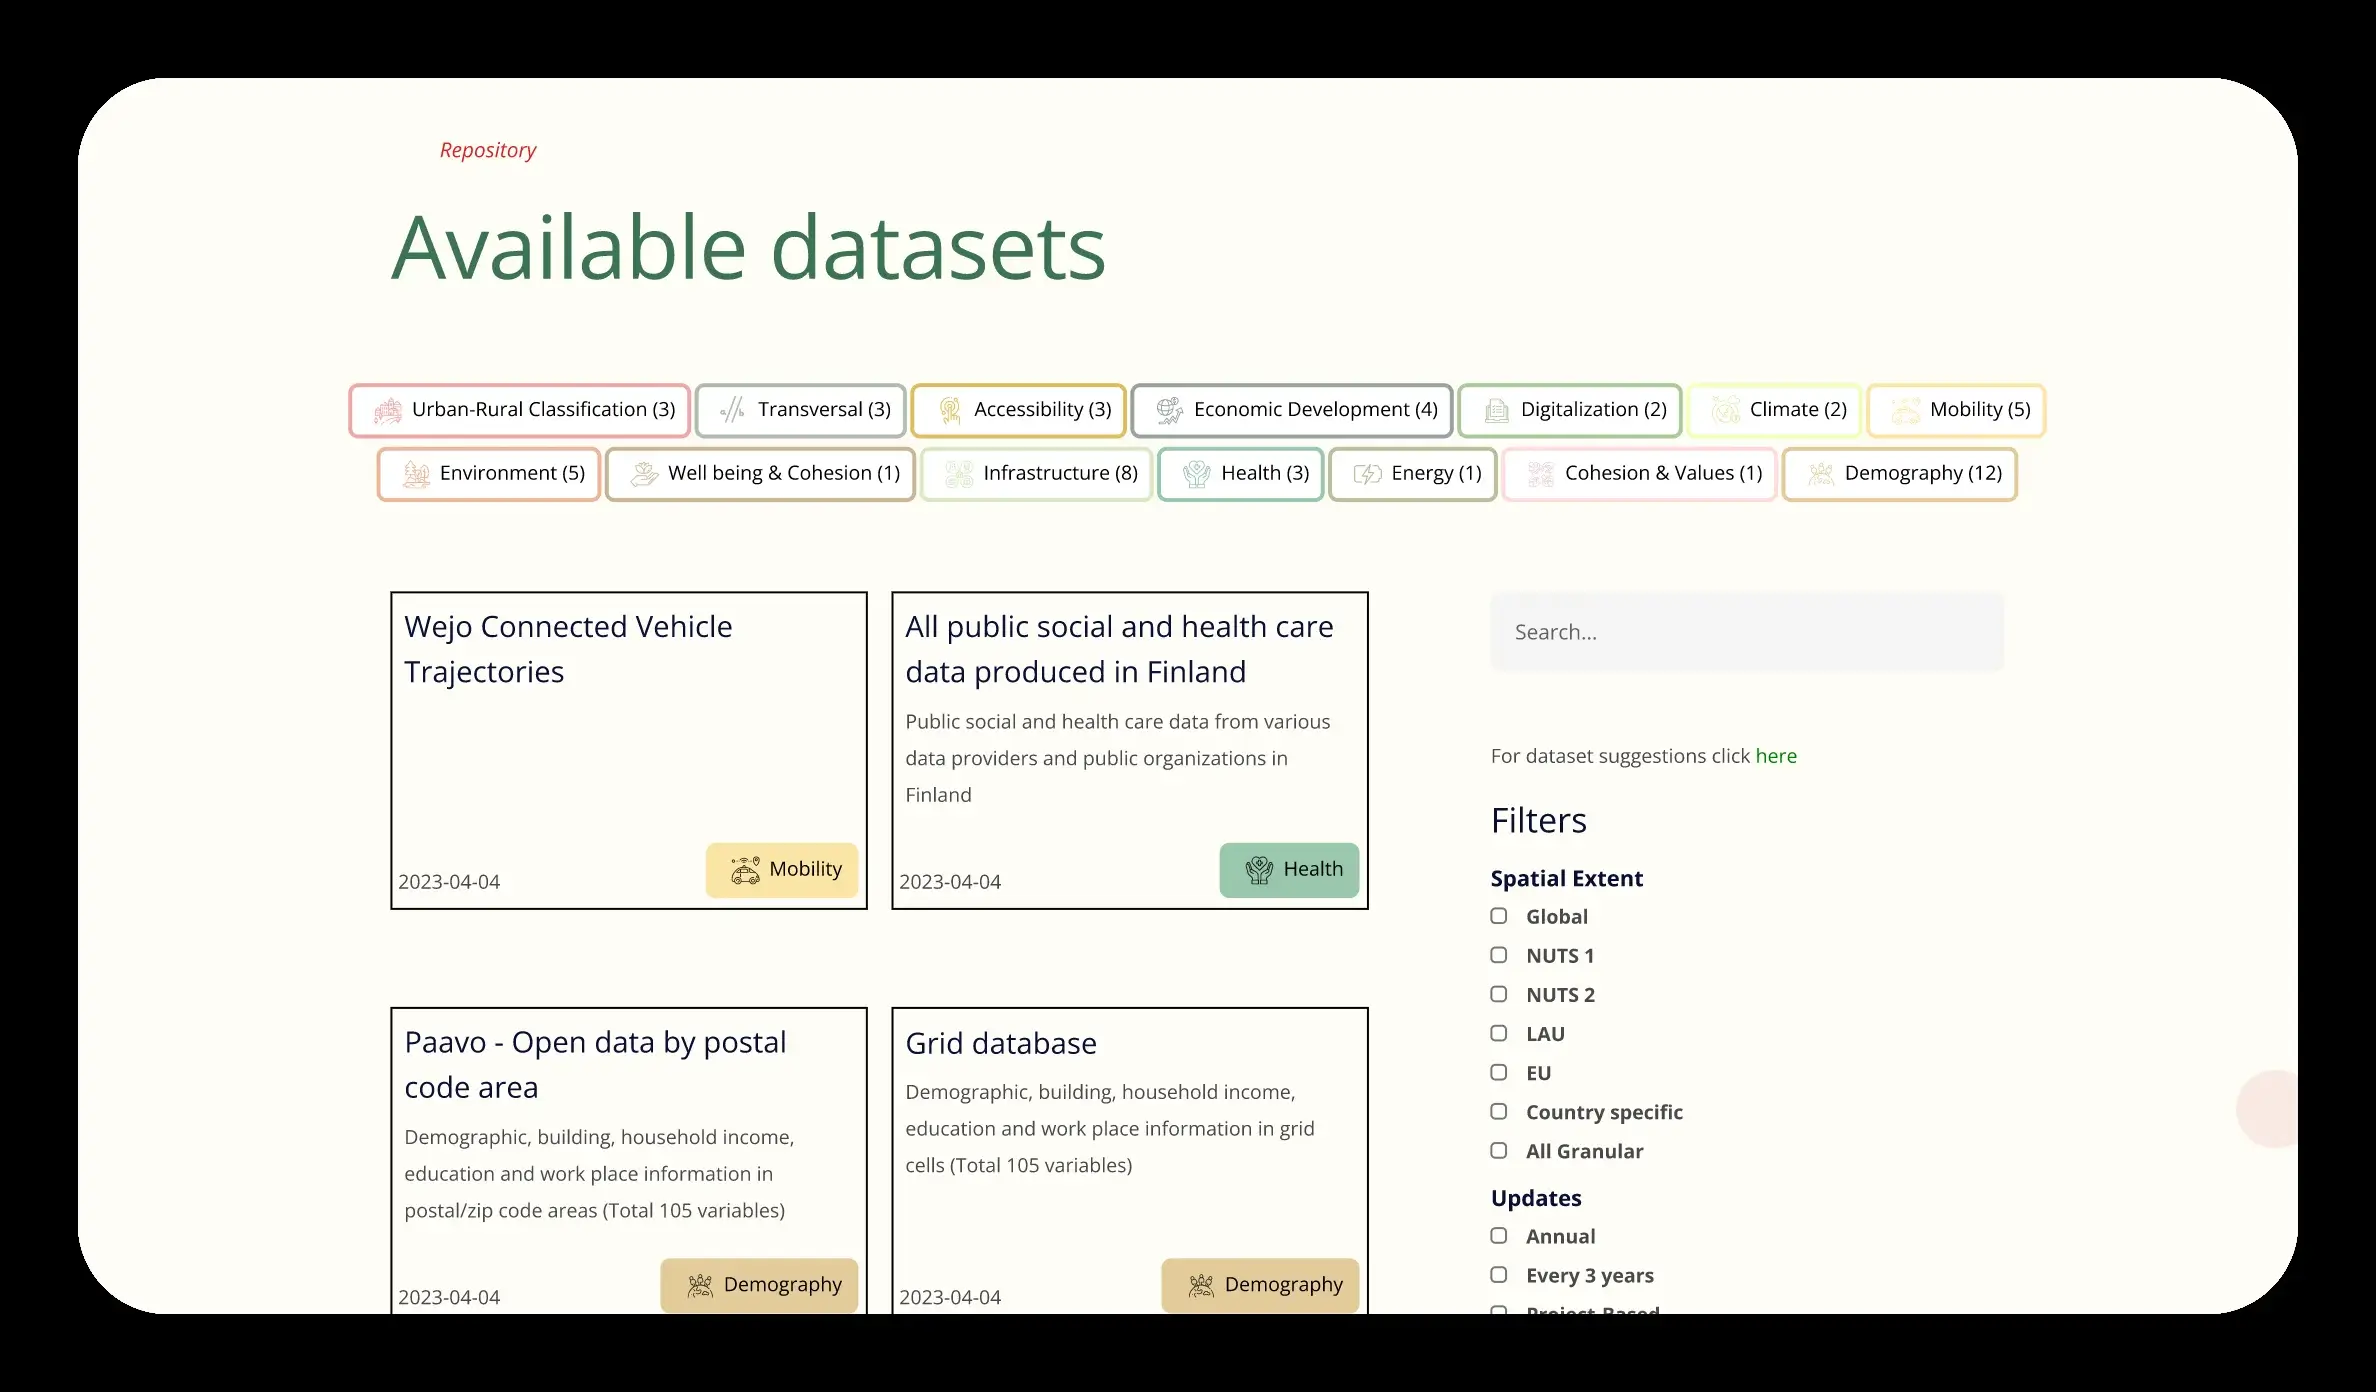 Repository
Available datasets
Urban-Rural Classification (3) Transversal (3) Accessibility (3) Economic Development (4) Digitalization (2) Climate (2) Mobility (5)
Environment (5) Well being & Cohesion (1) Infrastructure (8) Health (3) Energy (1) Cohesion & Values (1) Demography (12)
Wejo Connected Vehicle
Trajectories
2023-04-04
Mobility
All public social and health care
data produced in Finland
Public social and health care data from various
data providers and public organizations in
Finland
2023-04-04
Health
Paavo - Open data by postal
code area
Demographic, building, household income,
education and work place information in
postal/zip code areas (Total 105 variables)
2023-04-04
Demography
Grid database
Demographic, building, household income,
education and work place information in grid
cells (Total 105 variables)
2023-04-04
Demography
Search...
For dataset suggestions click here
Filters
Spatial Extent
Global
NUTS 1
NUTS 2
LAU
EU
Country specific
All Granular
Updates
Annual
Every 3 years
Project Based